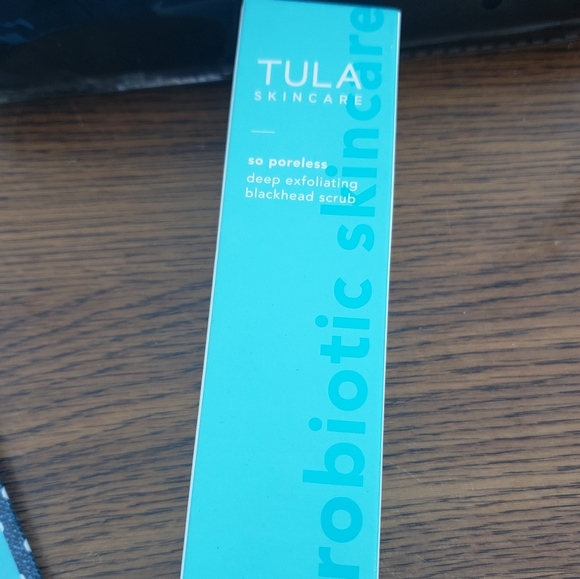 TULA
SKINCARE
so poreless
deep exfoliating
blackhead scrub
robiotic skincare